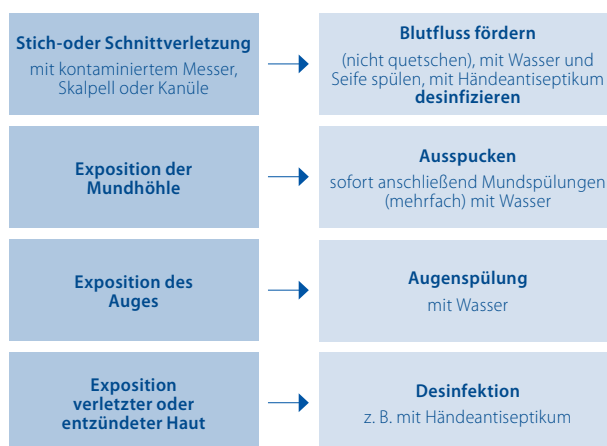 Stich-oder Schnittverletzung
mit kontaminiertem Messer,
Skalpell oder Kanüle
Blutfluss fördern
(nicht quetschen), mit Wasser und
Seife spülen, mit Händeantiseptikum
desinfizieren
Exposition der
Mundhöhle
Ausspucken
sofort anschließend Mundspülungen
(mehrfach) mit Wasser
Exposition des
Auges
Augenspülung
mit Wasser
Exposition
verletzter oder
entzündeter Haut
Desinfektion
z. B. mit Händeantiseptikum